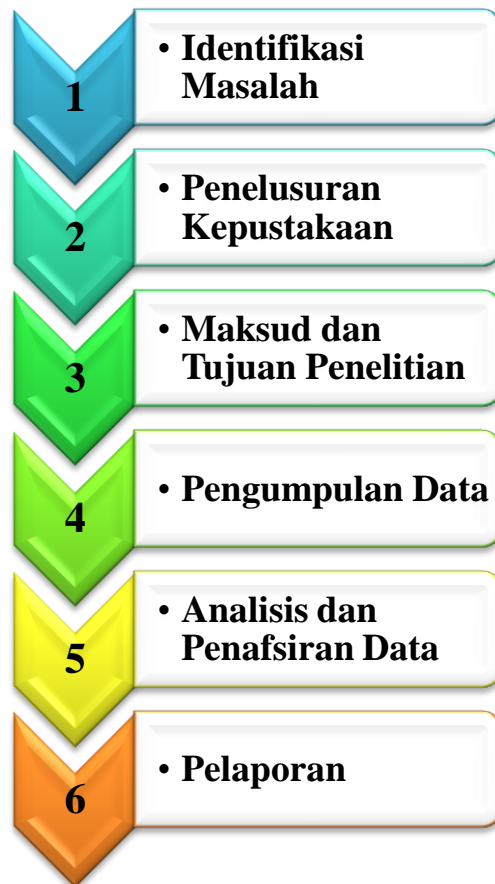 1
• Identifikasi
Masalah
2
• Penelusuran
Kepustakaan
3
• Maksud dan
Tujuan Penelitian
4
• Pengumpulan Data
5
• Analisis dan
Penafsiran Data
6
• Pelaporan